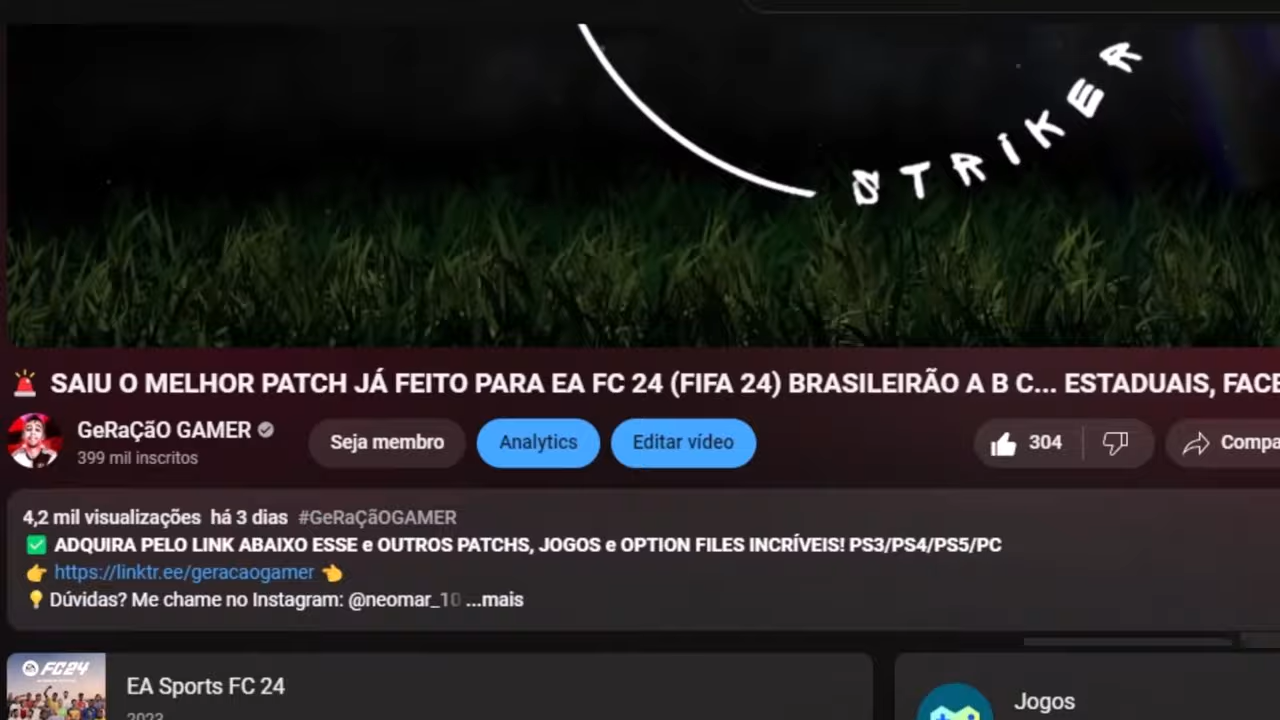 STRIKER
🚨 SAIU O MELHOR PATCH JÁ FEITO PARA EA FC 24 (FIFA 24) BRASILEIRÃO A B C... ESTADUAIS, FACE
GeRaÇãO GAMER
399 mil inscritos
Seja membro
Analytics
Editar vídeo
304
Compa
4,2 mil visualizações há 3 dias #GeRaÇãOGAMER
✅ ADQUIRA PELO LINK ABAIXO ESSE e OUTROS PATCHS, JOGOS e OPTION FILES INCRÍVEIS! PS3/PS4/PS5/PC
👉 https://linktr.ee/geracaogamer 👈
💡 Dúvidas? Me chame no Instagram: @neomar_10 ...mais
FC24
EA Sports FC 24
2023
Jogos